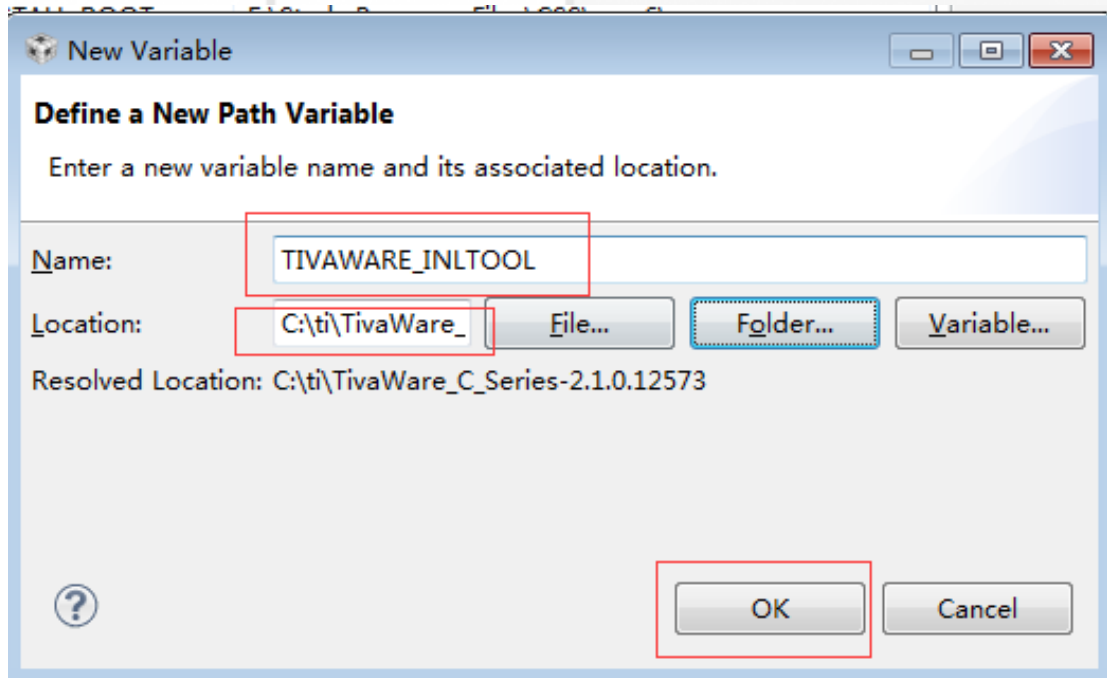 New Variable
Define a New Path Variable
Enter a new variable name and its associated location.
Name: TIVAWARE_INLTOOL
Location: C:\ti\TivaWare_ File... Folder... Variable...
Resolved Location: C:\ti\TivaWare_C_Series-2.1.0.12573
? OK Cancel